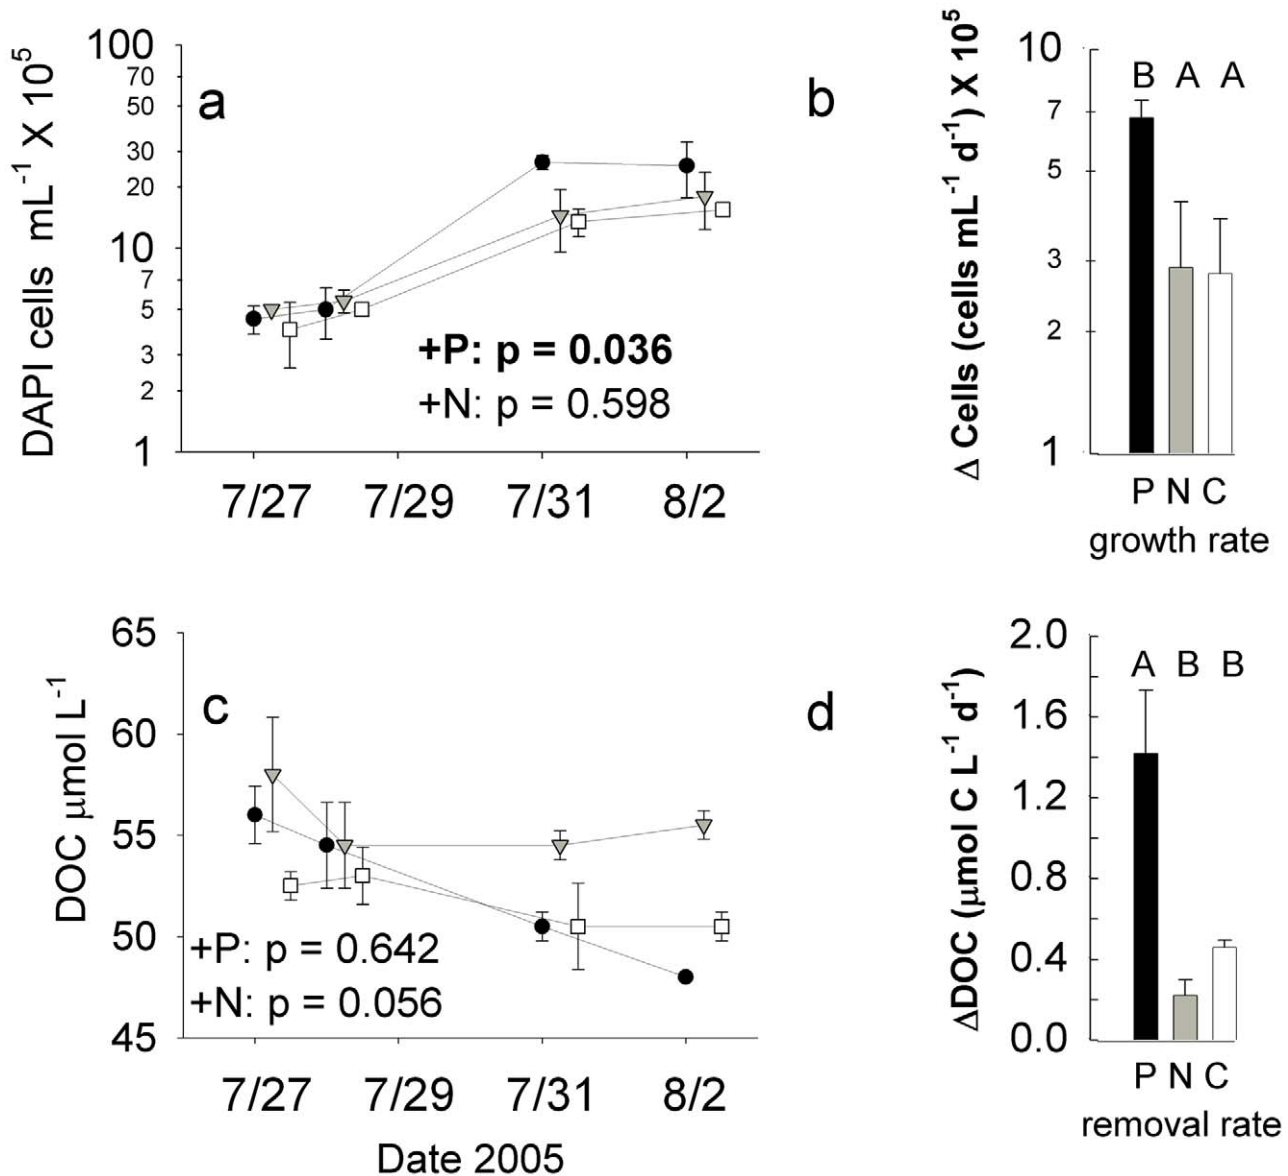 a
DAPI cells mL⁻¹ X 10⁵
100
70
50
30
20
10
7
5
3
2
1
+P: p = 0.036
+N: p = 0.598
7/27 7/29 7/31 8/2
b
Δ Cells (cells mL⁻¹ d⁻¹) X 10⁵
10
7
5
3
2
1
B A A
P N C
growth rate
c
DOC μmol L⁻¹
65
60
55
50
45
+P: p = 0.642
+N: p = 0.056
7/27 7/29 7/31 8/2
Date 2005
d
ΔDOC (μmol C L⁻¹ d⁻¹)
2.0
1.6
1.2
0.8
0.4
0.0
A B B
P N C
removal rate